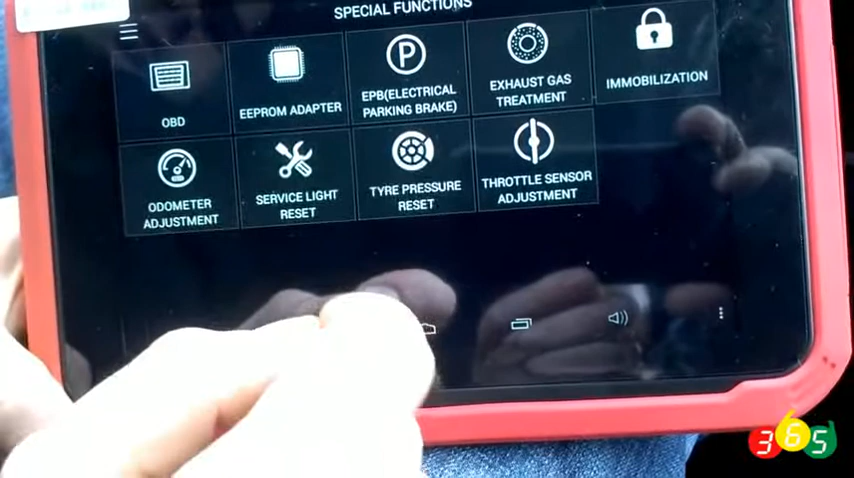 SPECIAL FUNCTIONS
OBD
EEPROM ADAPTER
EPB(ELECTRICAL
PARKING BRAKE)
EXHAUST GAS
TREATMENT
IMMOBILIZATION
ODOMETER
ADJUSTMENT
SERVICE LIGHT
RESET
TYRE PRESSURE
RESET
THROTTLE SENSOR
ADJUSTMENT
365